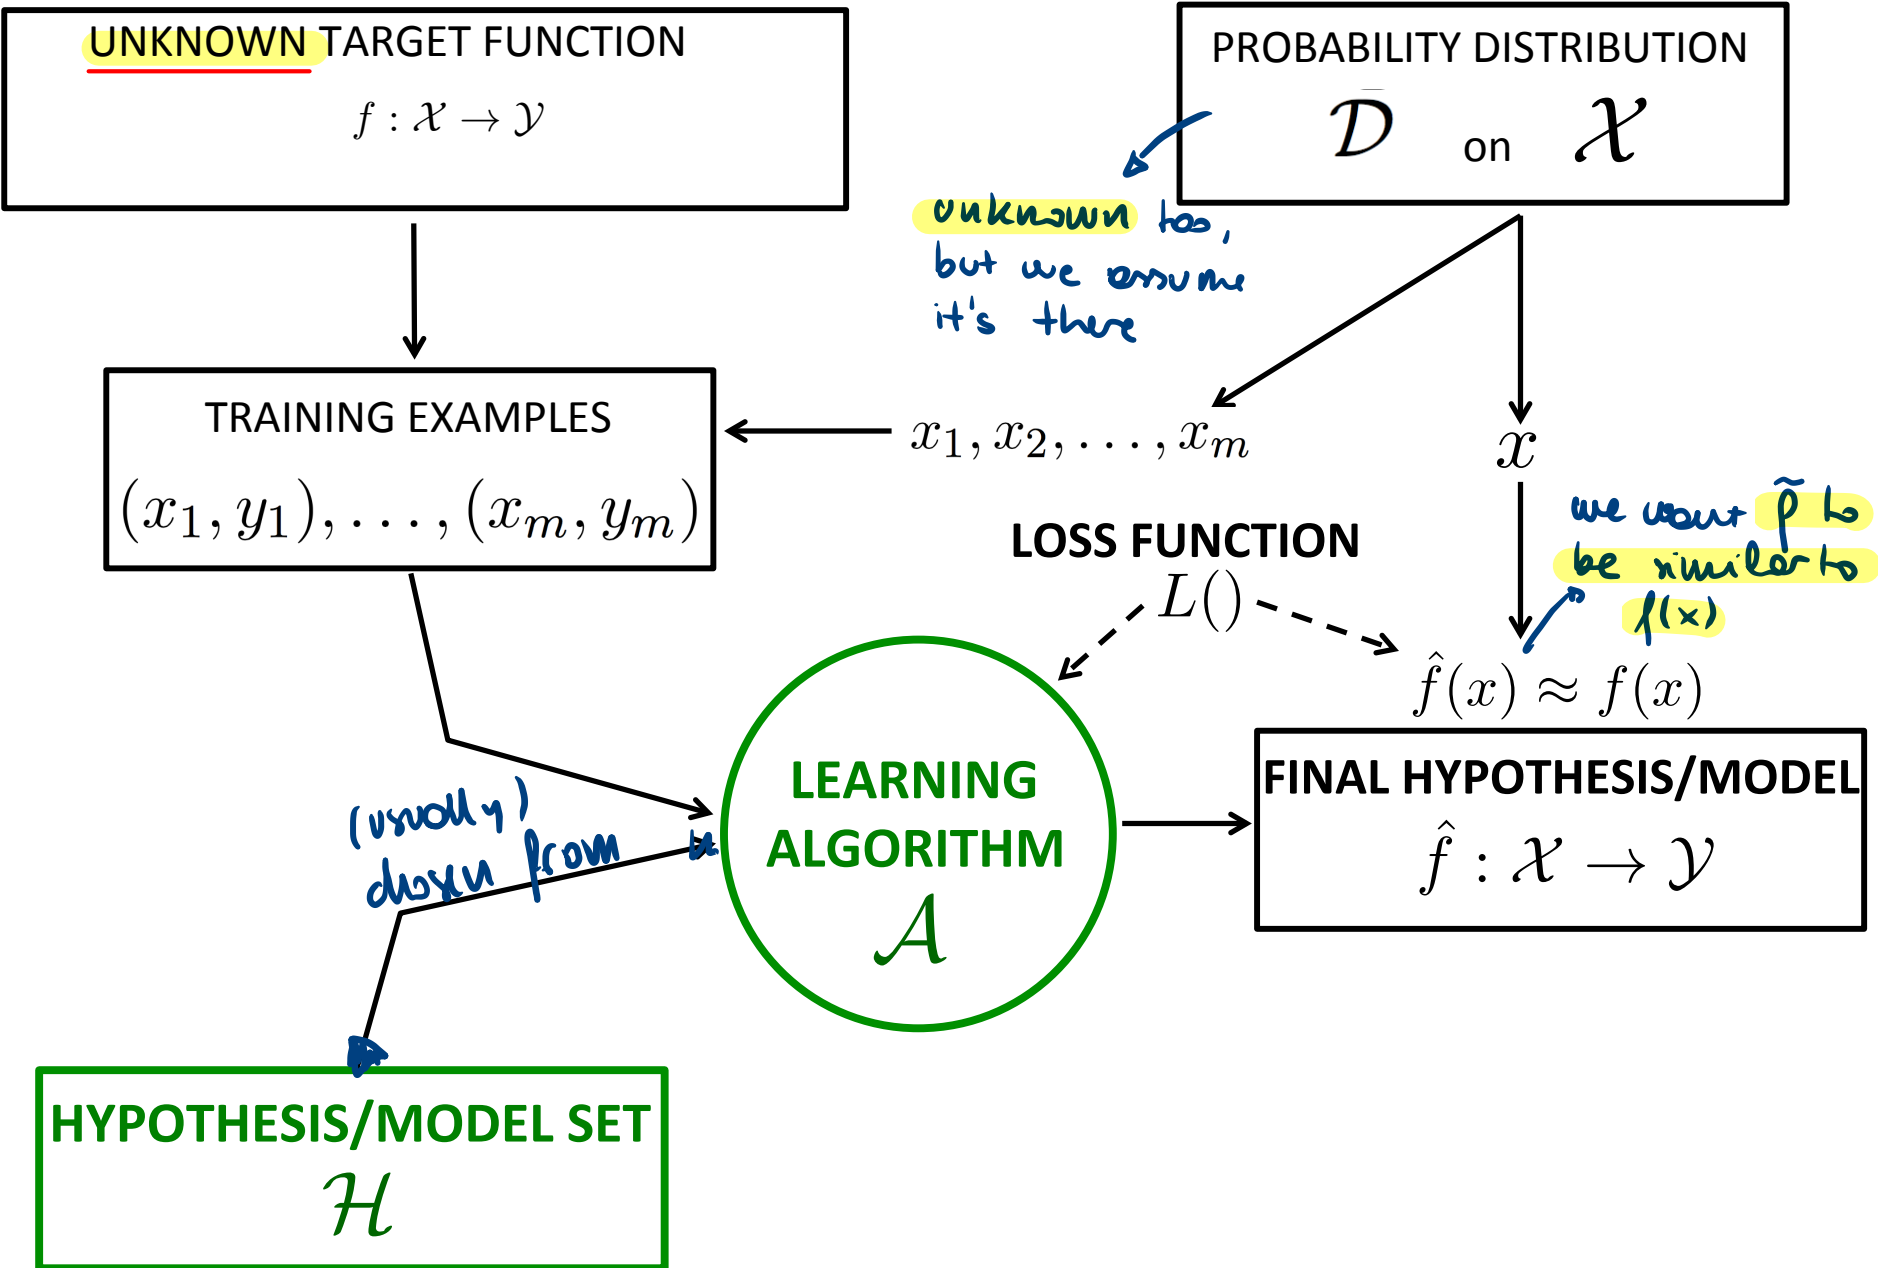 UNKNOWN TARGET FUNCTION
f : 𝒳 → 𝒴
PROBABILITY DISTRIBUTION
𝒟 on 𝒳
unknown too,
but we assume
it's there
TRAINING EXAMPLES
(x₁, y₁), . . . , (xₘ, yₘ)
x₁, x₂, . . . , xₘ
x
we want f̃ to
be similar to
f(x)
LOSS FUNCTION
L()
f̂(x) ≈ f(x)
(usually)
chosen from
LEARNING
ALGORITHM
𝒜
FINAL HYPOTHESIS/MODEL
f̂ : 𝒳 → 𝒴
HYPOTHESIS/MODEL SET
ℋ